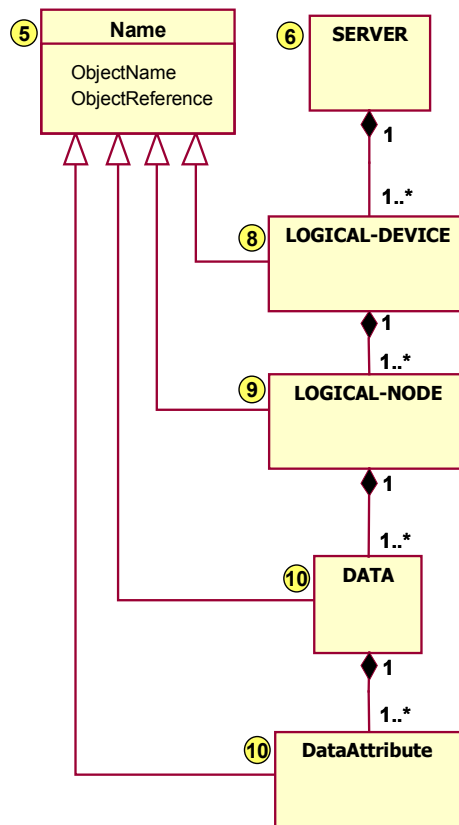 5
Name
ObjectName
ObjectReference
6
SERVER
1
1..*
8
LOGICAL-DEVICE
1
1..*
9
LOGICAL-NODE
1
1..*
10
DATA
1
1..*
10
DataAttribute